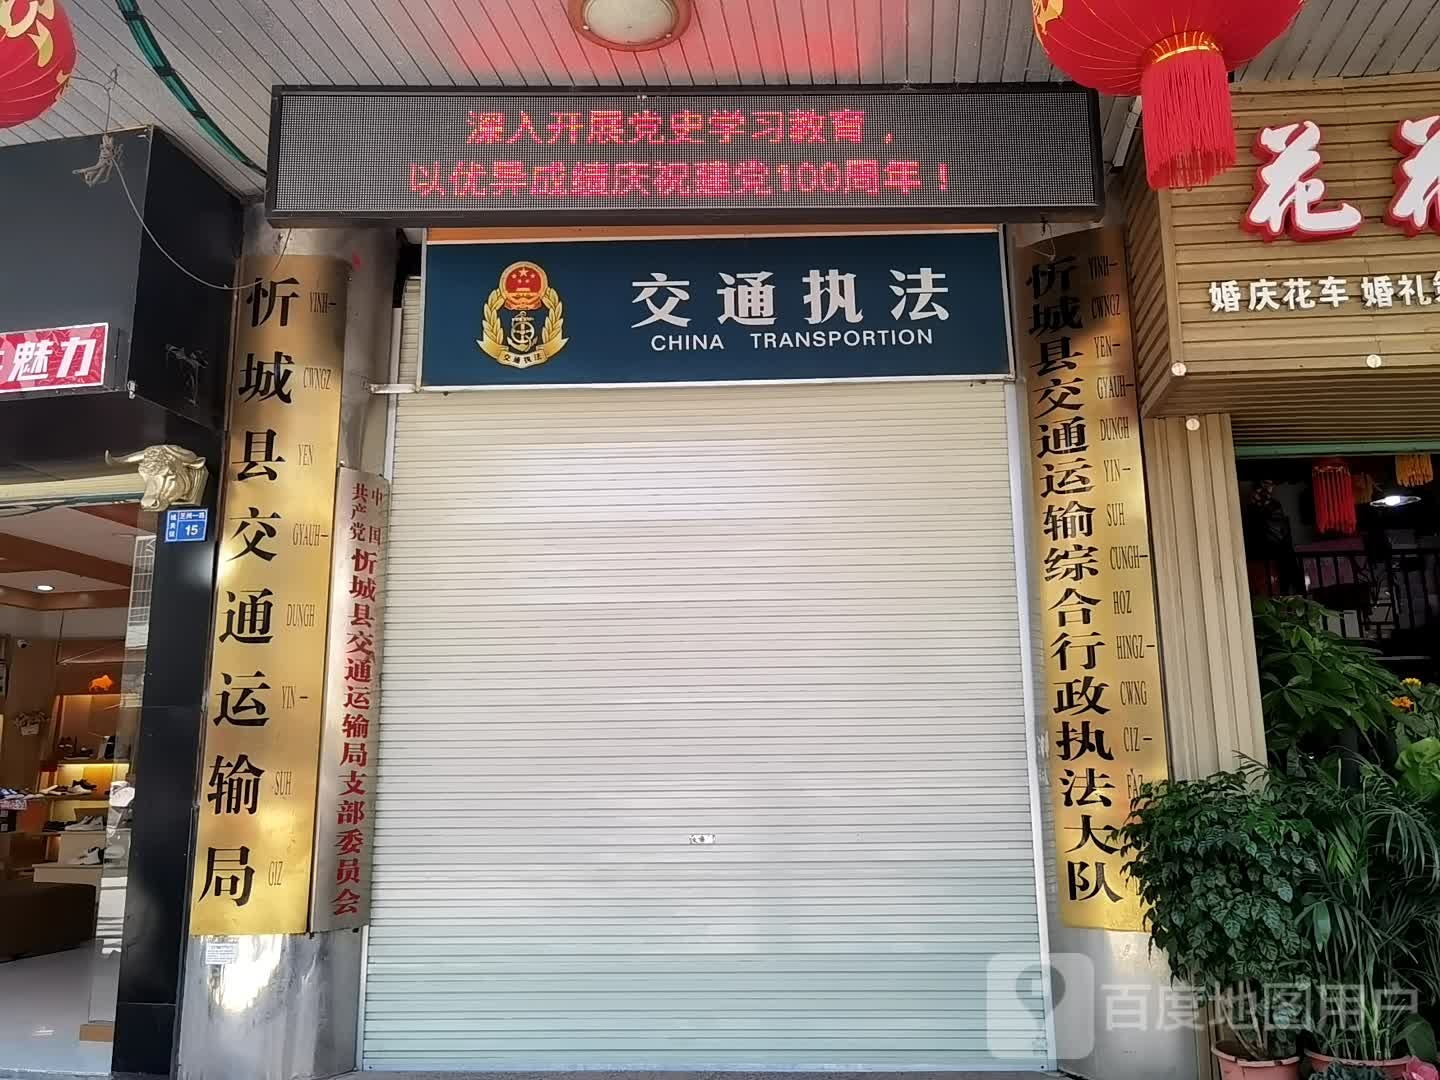 深入开展党史学习教育，
以优异成绩庆祝建党100周年！
交通执法
CHINA TRANSPORTION
交通执法
忻城县交通运输局
YINH- CWNGZ YEN GYAUH- DUNGH YIN- SUH GIZ
中国共产党忻城县交通运输局支部委员会
忻城县交通运输综合行政执法大队
YINH- CWNGZ YEN- GYAUH- DUNGH YIN- SUH CUNGH- HOZ HINGZ- CWNG CIZ- FAZ
魅力
15
花
婚庆花车 婚礼
百度地图用户